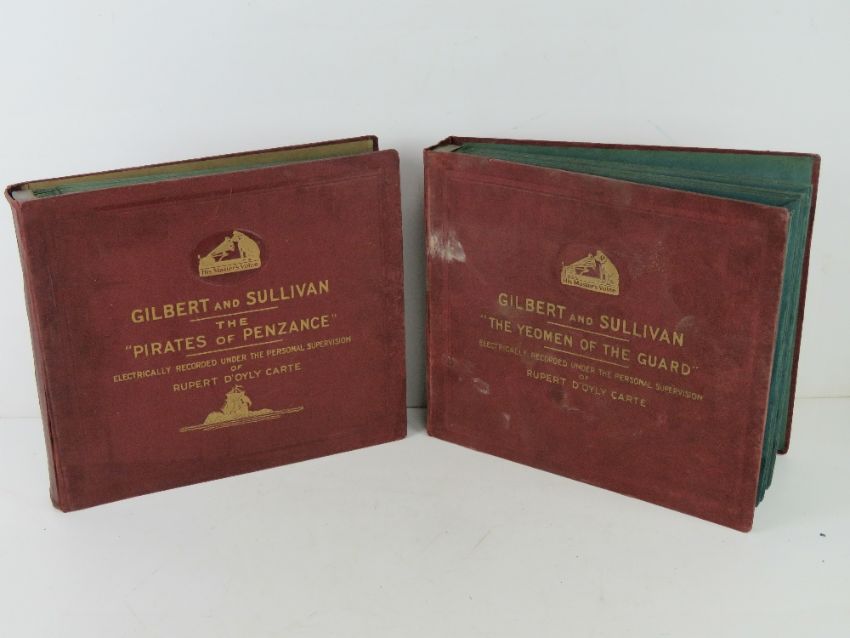 His Master's Voice
GILBERT AND SULLIVAN
THE
"PIRATES OF PENZANCE"
ELECTRICALLY RECORDED UNDER THE PERSONAL SUPERVISION
OF
RUPERT D'OYLY CARTE
His Master's Voice
GILBERT AND SULLIVAN
"THE YEOMEN OF THE GUARD"
ELECTRICALLY RECORDED UNDER THE PERSONAL SUPERVISION
OF
RUPERT D'OYLY CARTE